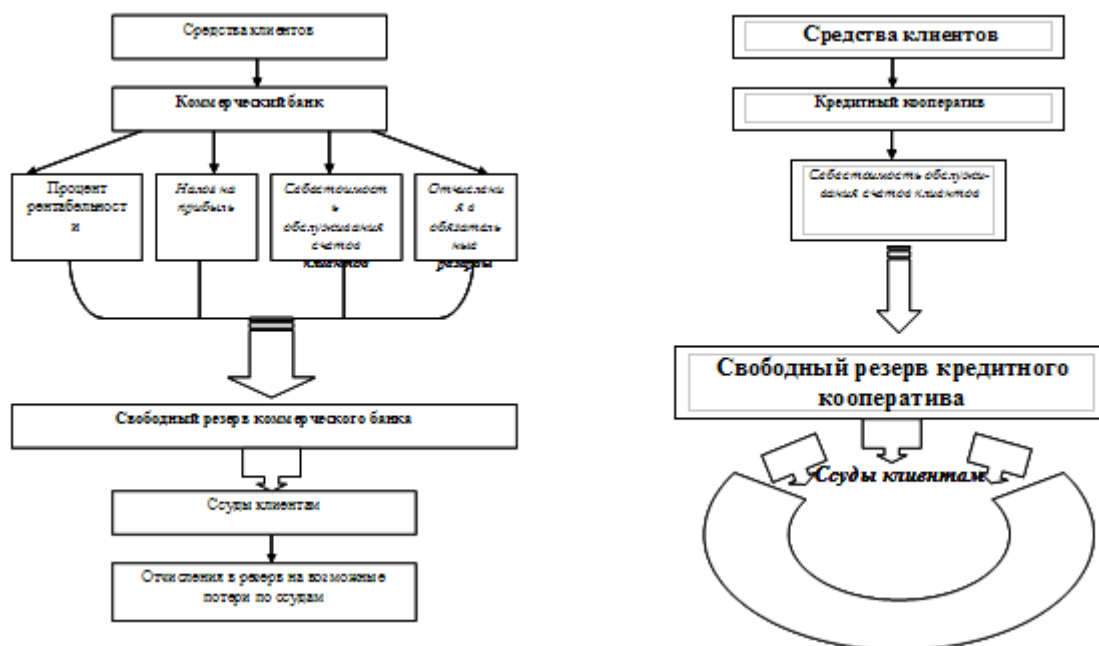 Средства клиентов
Коммерческий банк
Процент
рентабельност
и
Налог на
прибыль
Себестоимост
ь
обслуживания
счетов
клиентов
Отчислени
я в
обязатель
ные
резервы
Свободный резерв коммерческого банка
Ссуды клиентам
Отчисления в резерв на возможные
потери по ссудам
Средства клиентов
Кредитный кооператив
Себестоимость обслужи-
вания счетов клиентов
Свободный резерв кредитного
кооператива
Ссуды клиентам